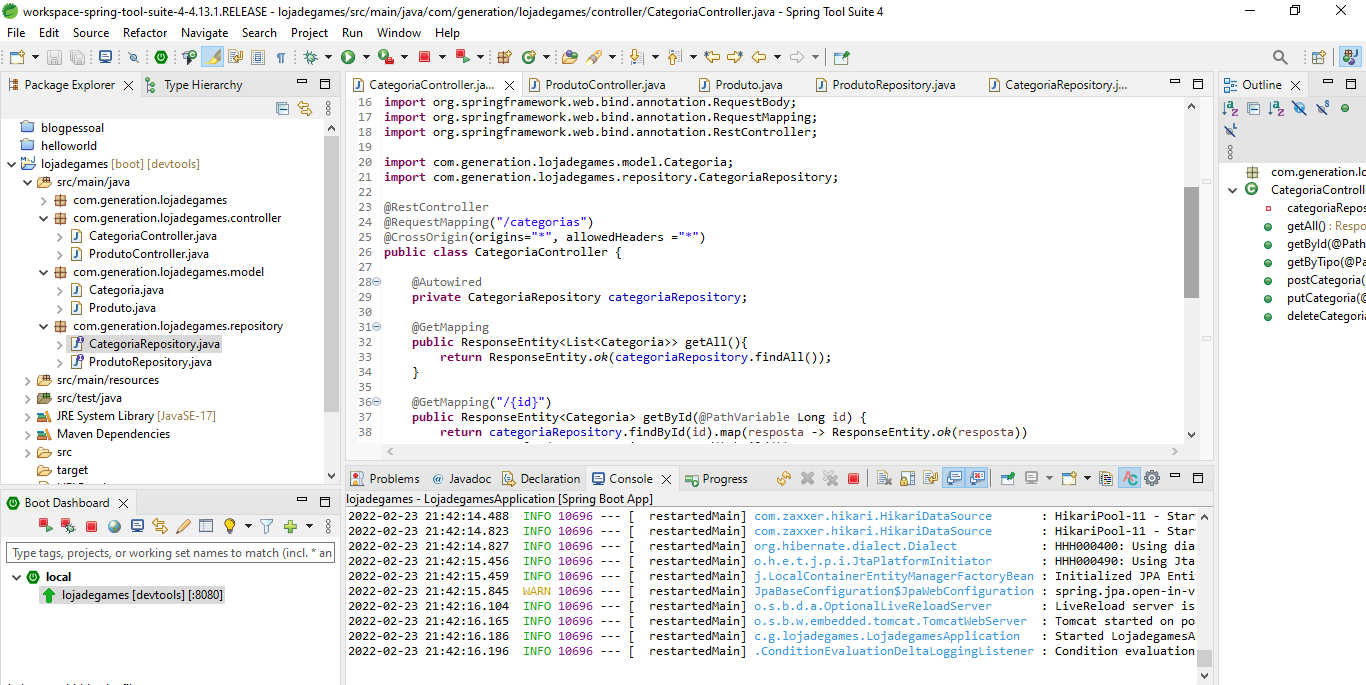 workspace-spring-tool-suite-4-4.13.1.RELEASE - lojadegames/src/main/java/com/generation/lojadegames/controller/CategoriaController.java - Spring Tool Suite 4
File Edit Source Refactor Navigate Search Project Run Window Help
Package Explorer Type Hierarchy
blogpessoal
helloworld
lojadegames [boot] [devtools]
src/main/java
com.generation.lojadegames
com.generation.lojadegames.controller
CategoriaController.java
ProdutoController.java
com.generation.lojadegames.model
Categoria.java
Produto.java
com.generation.lojadegames.repository
CategoriaRepository.java
ProdutoRepository.java
src/main/resources
src/test/java
JRE System Library [JavaSE-17]
Maven Dependencies
src
target
Boot Dashboard
Type tags, projects, or working set names to match (incl. * an
local
lojadegames [devtools] [:8080]
CategoriaController.ja... ProdutoController.java Produto.java ProdutoRepository.java CategoriaRepository.j...
16 import org.springframework.web.bind.annotation.RequestBody;
17 import org.springframework.web.bind.annotation.RequestMapping;
18 import org.springframework.web.bind.annotation.RestController;
19
20 import com.generation.lojadegames.model.Categoria;
21 import com.generation.lojadegames.repository.CategoriaRepository;
22
23 @RestController
24 @RequestMapping("/categorias")
25 @CrossOrigin(origins="*", allowedHeaders ="*")
26 public class CategoriaController {
27
28 @Autowired
29 private CategoriaRepository categoriaRepository;
30
31 @GetMapping
32 public ResponseEntity<List<Categoria>> getAll(){
33 return ResponseEntity.ok(categoriaRepository.findAll());
34 }
35
36 @GetMapping("/{id}")
37 public ResponseEntity<Categoria> getById(@PathVariable Long id) {
38 return categoriaRepository.findById(id).map(resposta -> ResponseEntity.ok(resposta))
Problems @ Javadoc Declaration Console Progress
lojadegames - LojadegamesApplication [Spring Boot App]
2022-02-23 21:42:14.488 INFO 10696 --- [ restartedMain] com.zaxxer.hikari.HikariDataSource : HikariPool-11 - Star
2022-02-23 21:42:14.823 INFO 10696 --- [ restartedMain] com.zaxxer.hikari.HikariDataSource : HikariPool-11 - Star
2022-02-23 21:42:14.827 INFO 10696 --- [ restartedMain] org.hibernate.dialect.Dialect : HHH000400: Using dia
2022-02-23 21:42:15.456 INFO 10696 --- [ restartedMain] o.h.e.t.j.p.i.JtaPlatformInitiator : HHH000490: Using Jta
2022-02-23 21:42:15.459 INFO 10696 --- [ restartedMain] j.LocalContainerEntityManagerFactoryBean : Initialized JPA Enti
2022-02-23 21:42:15.845 WARN 10696 --- [ restartedMain] JpaBaseConfiguration$JpaWebConfiguration : spring.jpa.open-in-v
2022-02-23 21:42:16.104 INFO 10696 --- [ restartedMain] o.s.b.d.a.OptionalLiveReloadServer : LiveReload server is
2022-02-23 21:42:16.165 INFO 10696 --- [ restartedMain] o.s.b.w.embedded.tomcat.TomcatWebServer : Tomcat started on po
2022-02-23 21:42:16.186 INFO 10696 --- [ restartedMain] c.g.lojadegames.LojadegamesApplication : Started LojadegamesA
2022-02-23 21:42:16.196 INFO 10696 --- [ restartedMain] .ConditionEvaluationDeltaLoggingListener : Condition evaluation
Outline
com.generation.lo
CategoriaControll
categoriaRepos
getAll() : Respo
getById(@Path
getByTipo(@Pa
postCategoria(
putCategoria(@
deleteCategoria